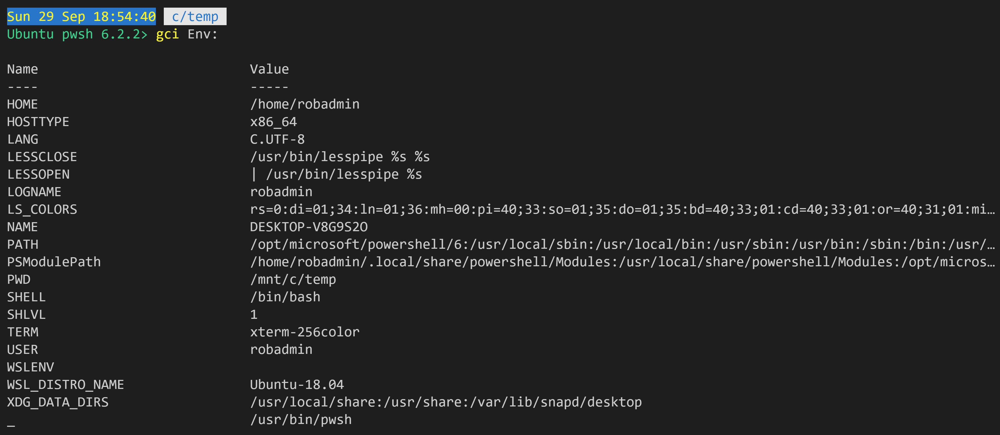 Sun 29 Sep 18:54:40 c/temp
Ubuntu pwsh 6.2.2> gci Env:
Name Value
---- -----
HOME /home/robadmin
HOSTTYPE x86_64
LANG C.UTF-8
LESSCLOSE /usr/bin/lesspipe %s %s
LESSOPEN | /usr/bin/lesspipe %s
LOGNAME robadmin
LS_COLORS rs=0:di=01;34:ln=01;36:mh=00:pi=40;33:so=01;35:do=01;35:bd=40;33;01:cd=40;33;01:or=40;31;01:mi…
NAME DESKTOP-V8G9S2O
PATH /opt/microsoft/powershell/6:/usr/local/sbin:/usr/local/bin:/usr/sbin:/usr/bin:/sbin:/bin:/usr/…
PSModulePath /home/robadmin/.local/share/powershell/Modules:/usr/local/share/powershell/Modules:/opt/micros…
PWD /mnt/c/temp
SHELL /bin/bash
SHLVL 1
TERM xterm-256color
USER robadmin
WSLENV
WSL_DISTRO_NAME Ubuntu-18.04
XDG_DATA_DIRS /usr/local/share:/usr/share:/var/lib/snapd/desktop
_ /usr/bin/pwsh